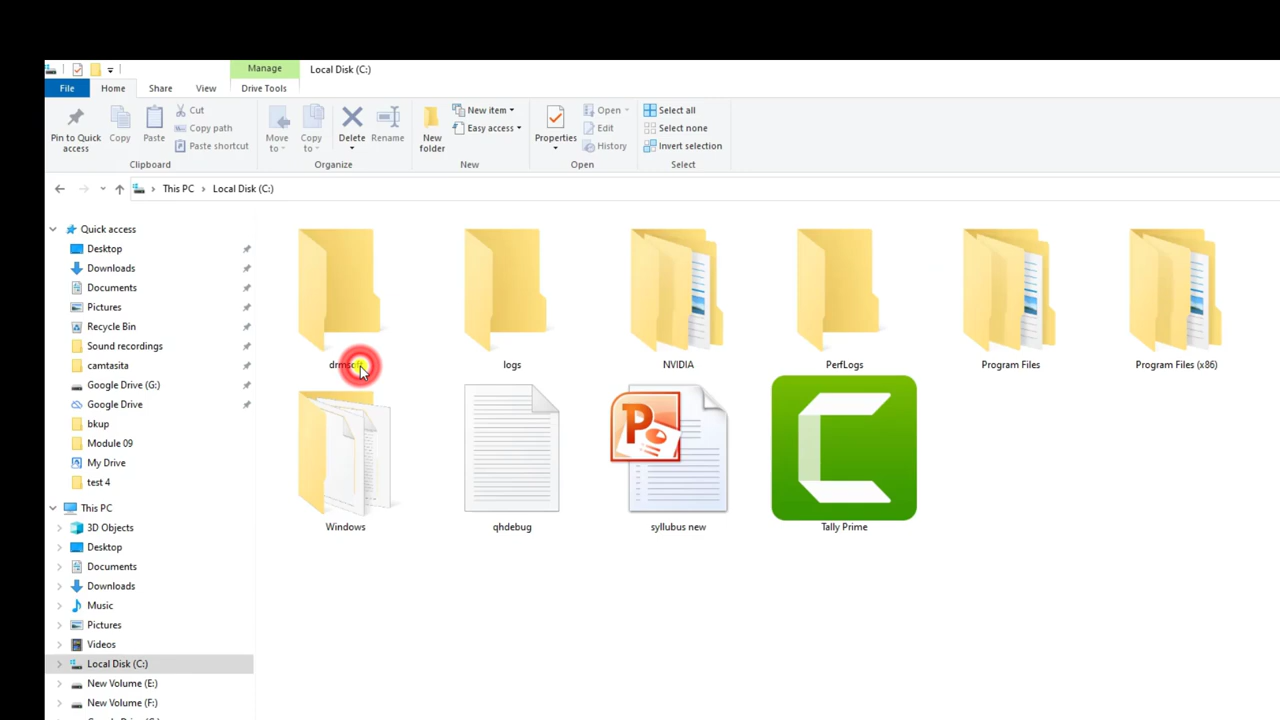 Manage
Local Disk (C:)
File
Home
Share
View
Drive Tools
Pin to Quick
access
Copy
Paste
Cut
Copy path
Paste shortcut
Clipboard
Move
to
Copy
to
Delete
Rename
Organize
New
folder
New item
Easy access
New
Properties
Open
Edit
History
Open
Select all
Select none
Invert selection
Select
This PC > Local Disk (C:)
Quick access
Desktop
Downloads
Documents
Pictures
Recycle Bin
Sound recordings
camtasita
Google Drive (G:)
Google Drive
bkup
Module 09
My Drive
test 4
This PC
3D Objects
Desktop
Documents
Downloads
Music
Pictures
Videos
Local Disk (C:)
New Volume (E:)
New Volume (F:)
logs
NVIDIA
PerfLogs
Program Files
Program Files (x86)
Windows
qhdebug
P
syllubus new
C
Tally Prime